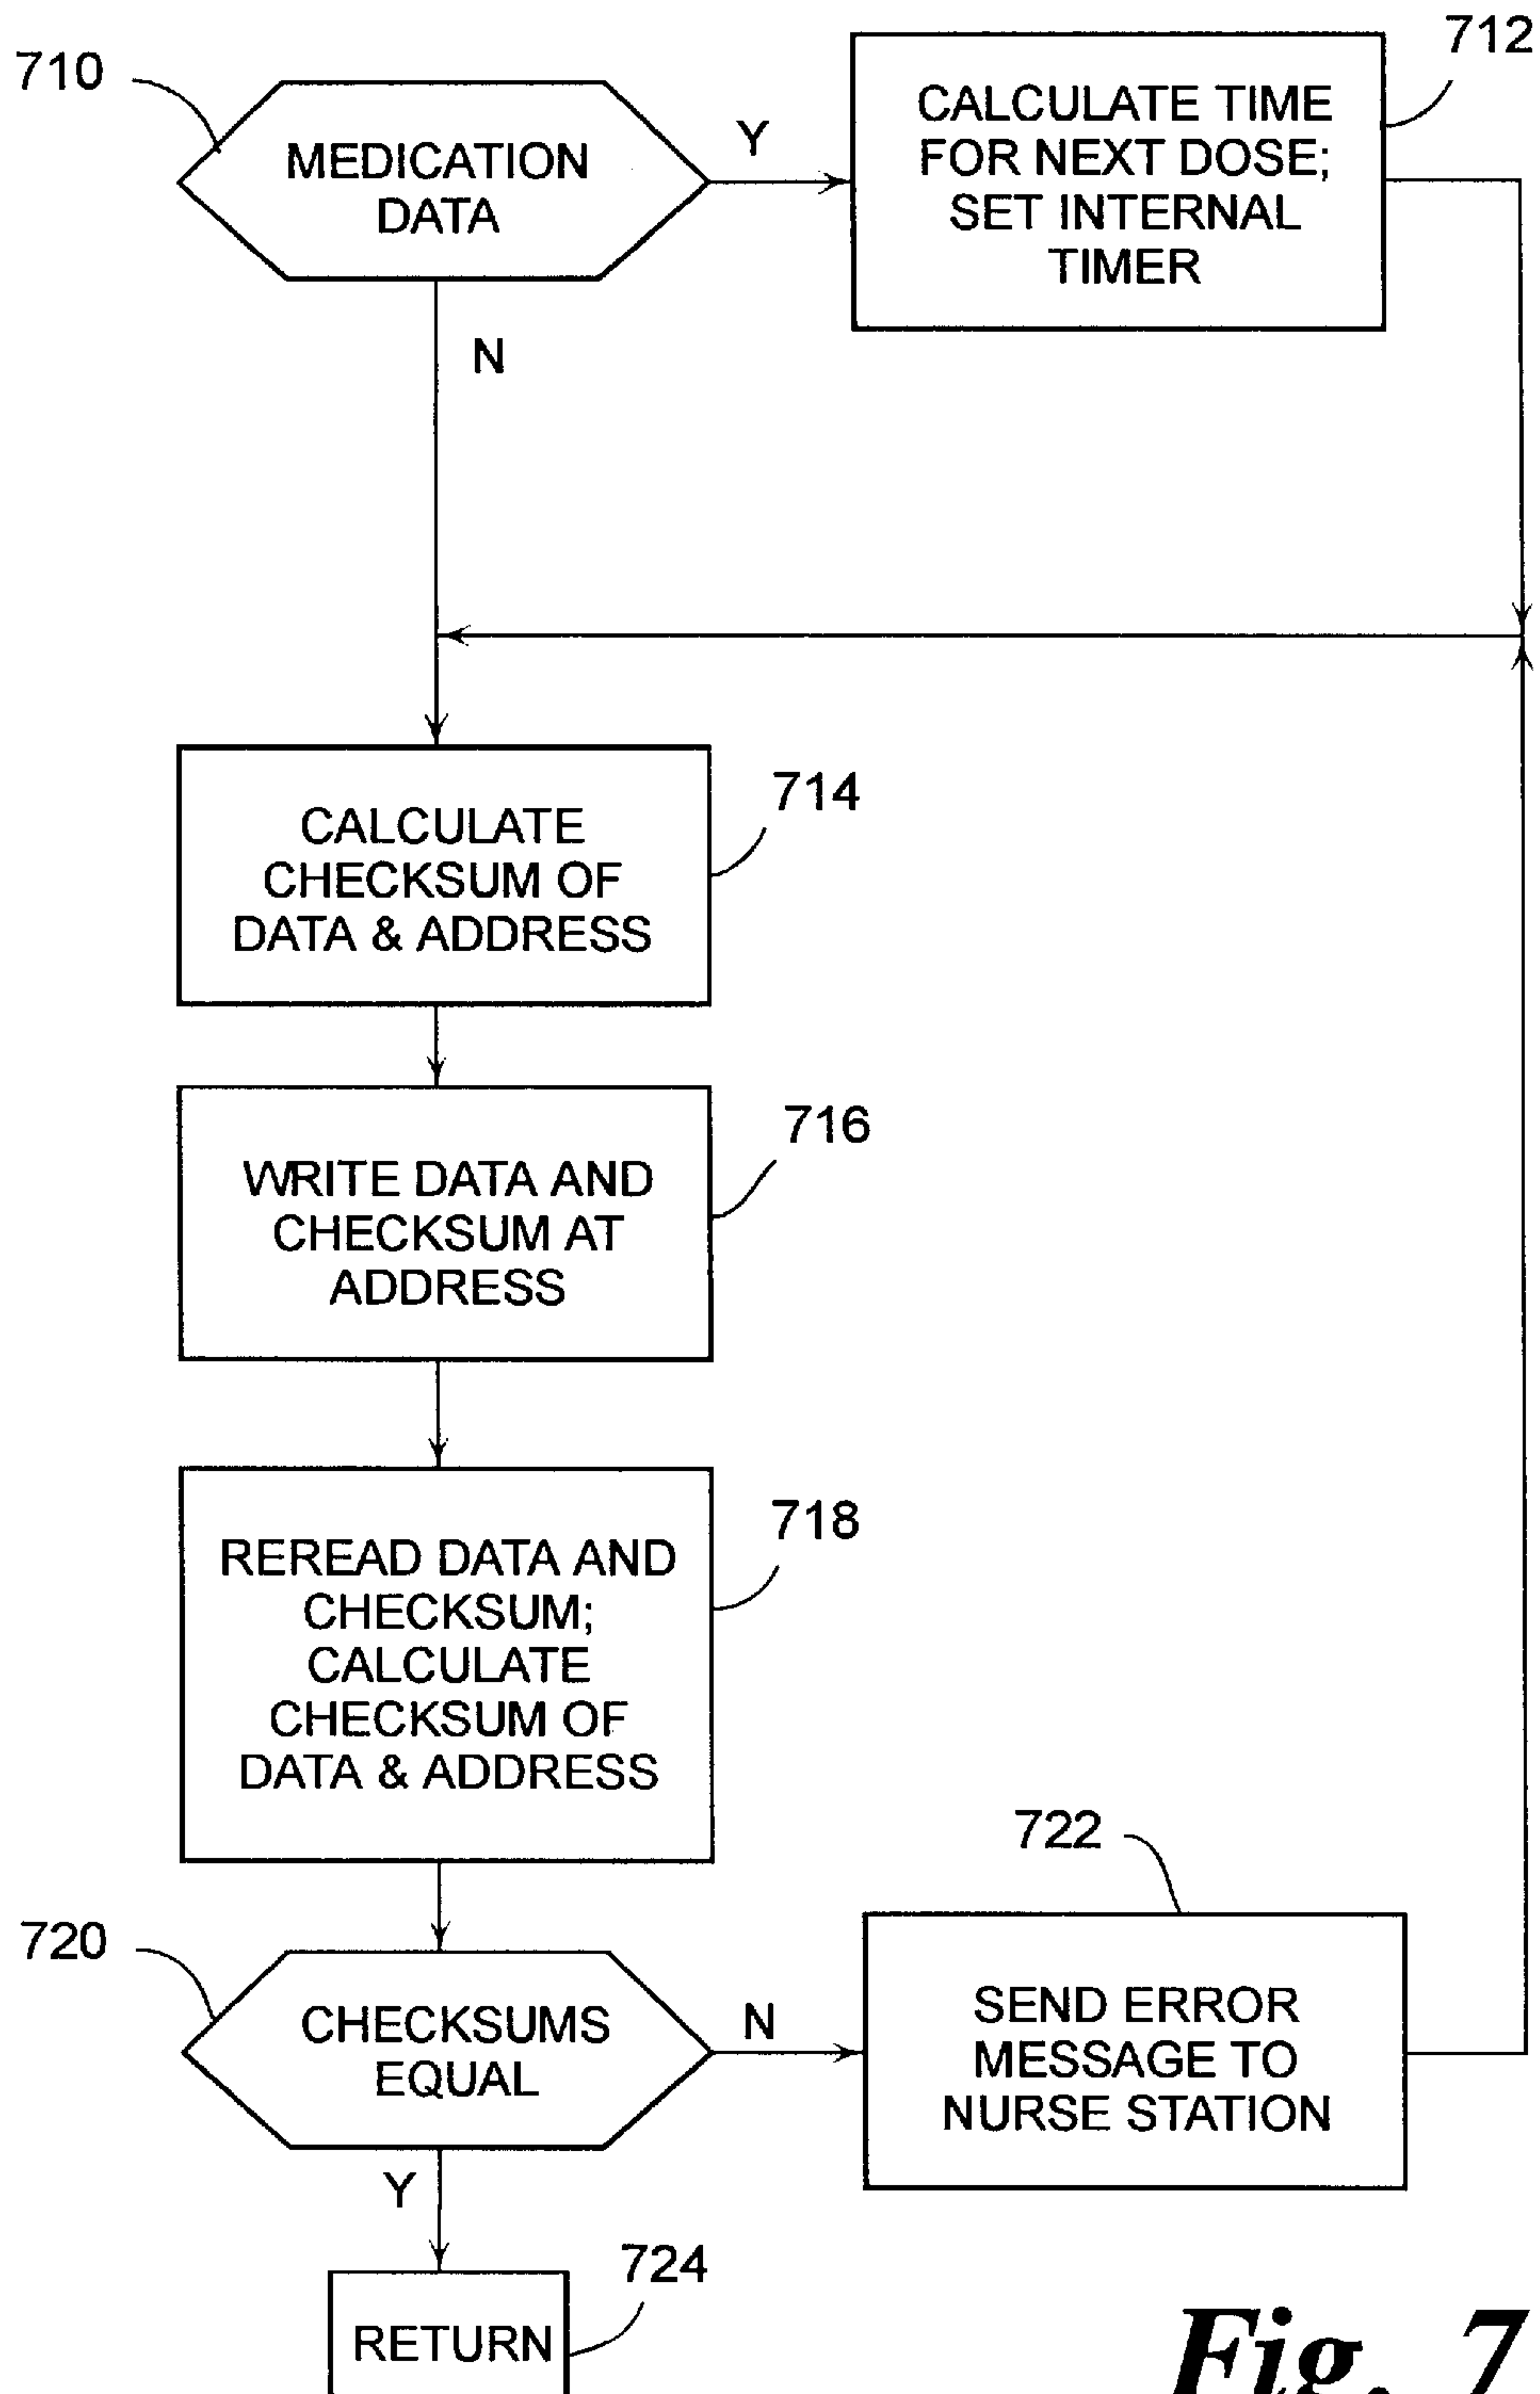 710
MEDICATION
DATA
Y
712
CALCULATE TIME
FOR NEXT DOSE;
SET INTERNAL
TIMER
N
714
CALCULATE
CHECKSUM OF
DATA & ADDRESS
716
WRITE DATA AND
CHECKSUM AT
ADDRESS
718
REREAD DATA AND
CHECKSUM;
CALCULATE
CHECKSUM OF
DATA & ADDRESS
720
CHECKSUMS
EQUAL
N
722
SEND ERROR
MESSAGE TO
NURSE STATION
Y
724
RETURN
Fig. 7